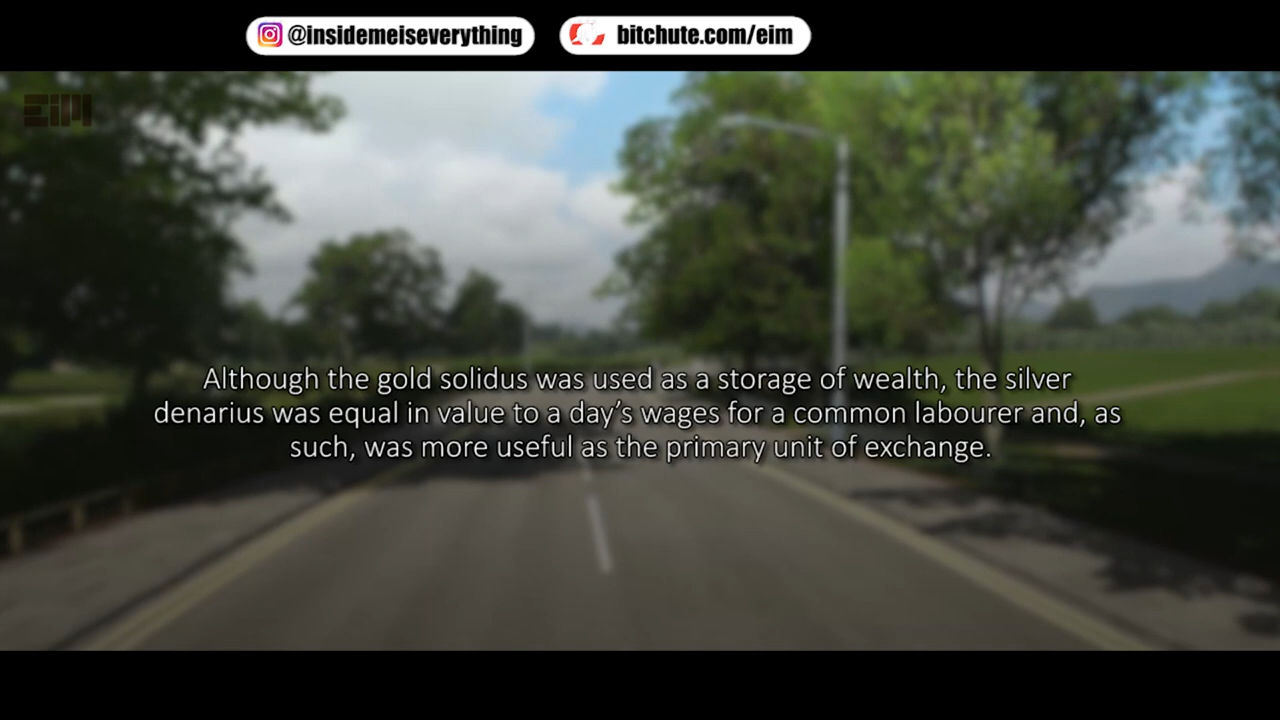 @insidemeiseverything
bitchute.com/eim
EiM
Although the gold solidus was used as a storage of wealth, the silver
denarius was equal in value to a day’s wages for a common labourer and, as
such, was more useful as the primary unit of exchange.